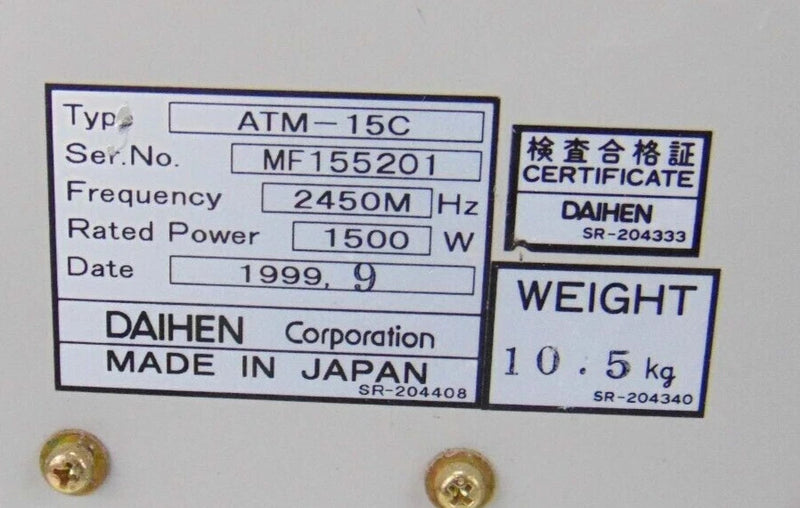 Type ATM-15C
Ser.No. MF155201
Frequency 2450M Hz
Rated Power 1500 W
Date 1999. 9
DAIHEN Corporation
MADE IN JAPAN
SR-204408
検査合格証
CERTIFICATE
DAIHEN
SR-204333
WEIGHT
10.5 kg
SR-204340